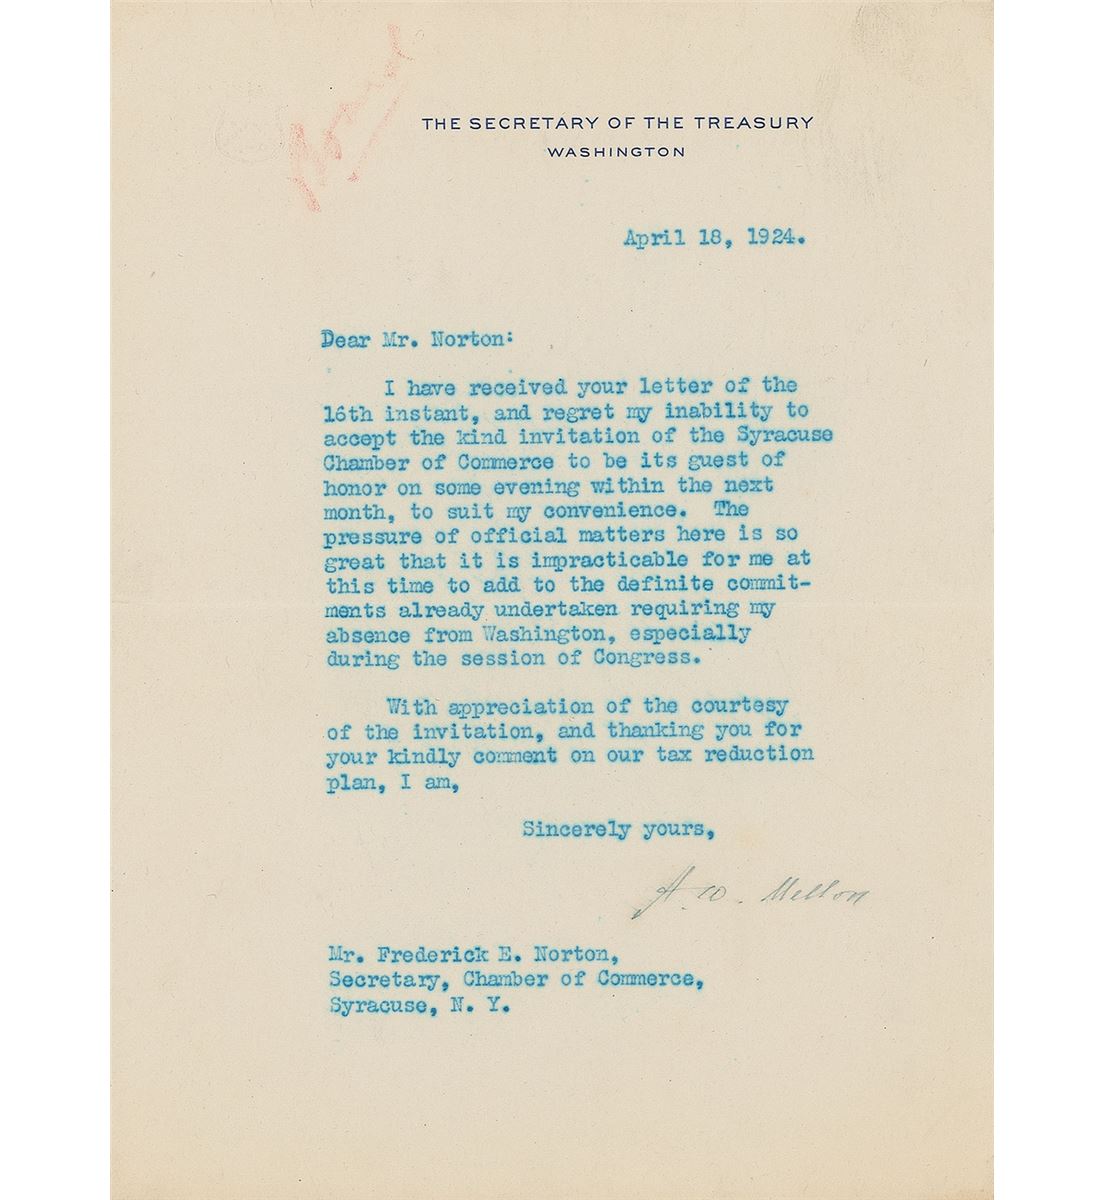 THE SECRETARY OF THE TREASURY
WASHINGTON
April 18, 1924.
Dear Mr. Norton:
I have received your letter of the
16th instant, and regret my inability to
accept the kind invitation of the Syracuse
Chamber of Commerce to be its guest of
honor on some evening within the next
month, to suit my convenience. The
pressure of official matters here is so
great that it is impracticable for me at
this time to add to the definite commit-
ments already undertaken requiring my
absence from Washington, especially
during the session of Congress.
With appreciation of the courtesy
of the invitation, and thanking you for
your kindly comment on our tax reduction
plan, I am,
Sincerely yours,
A. W. Mellon
Mr. Frederick E. Norton,
Secretary, Chamber of Commerce,
Syracuse, N. Y.